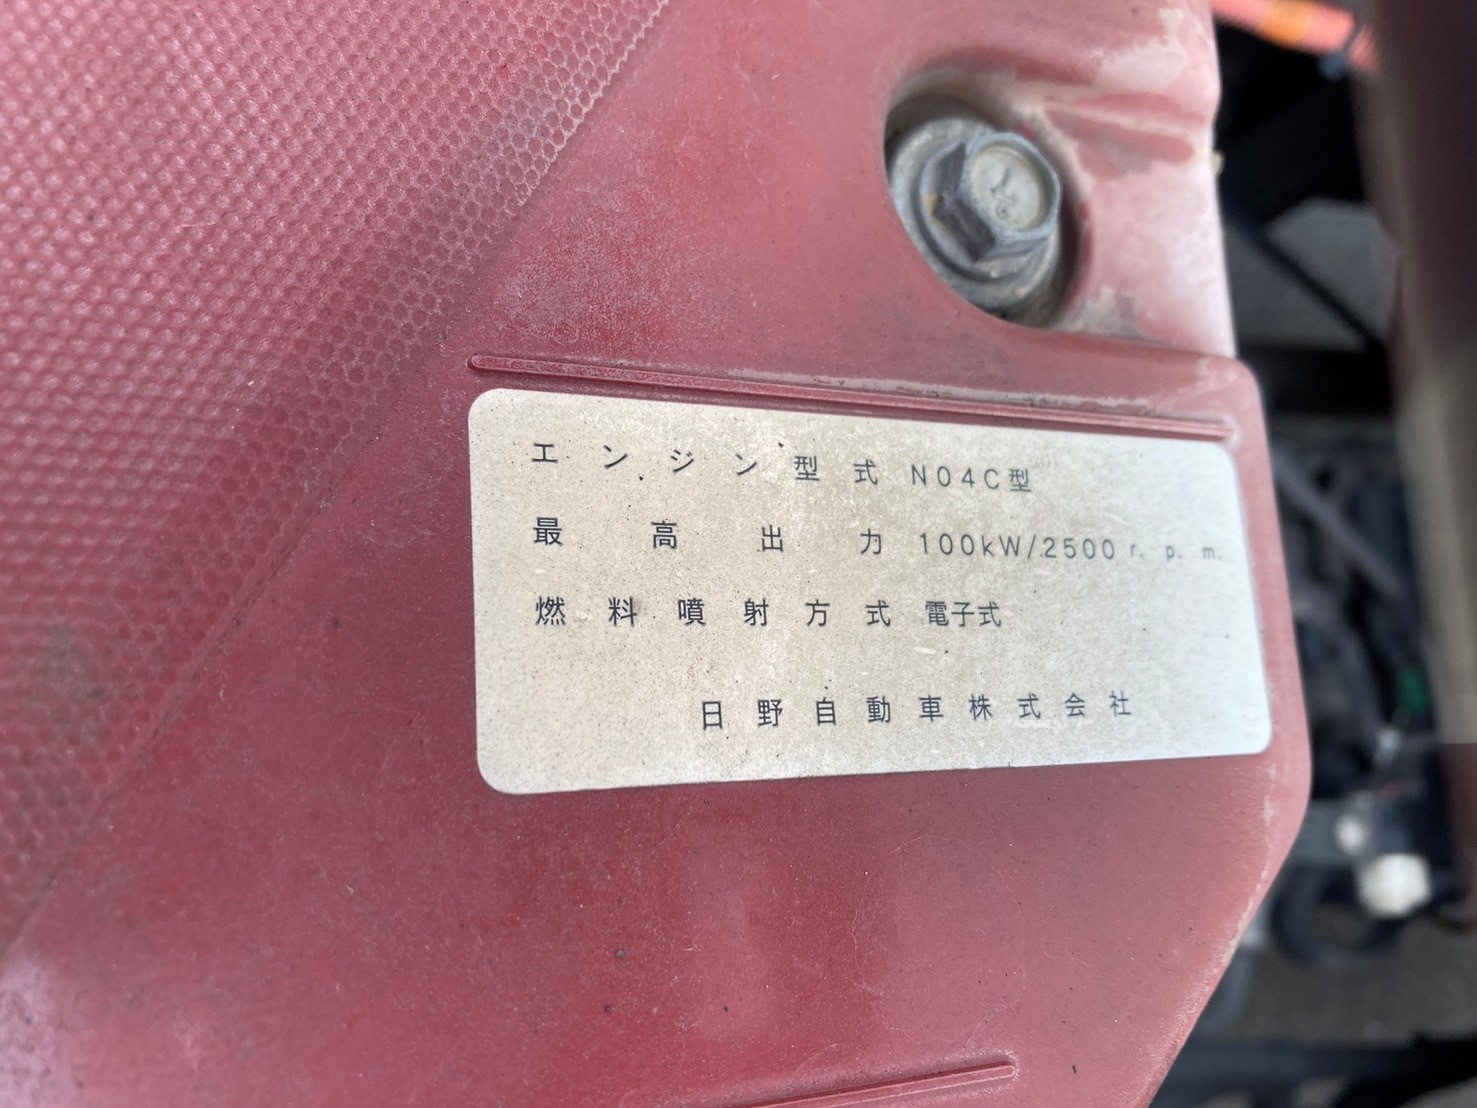 エンジン型式 N04C型
最高出力 100kW/2500r.p.m.
燃料噴射方式 電子式
日野自動車株式会社